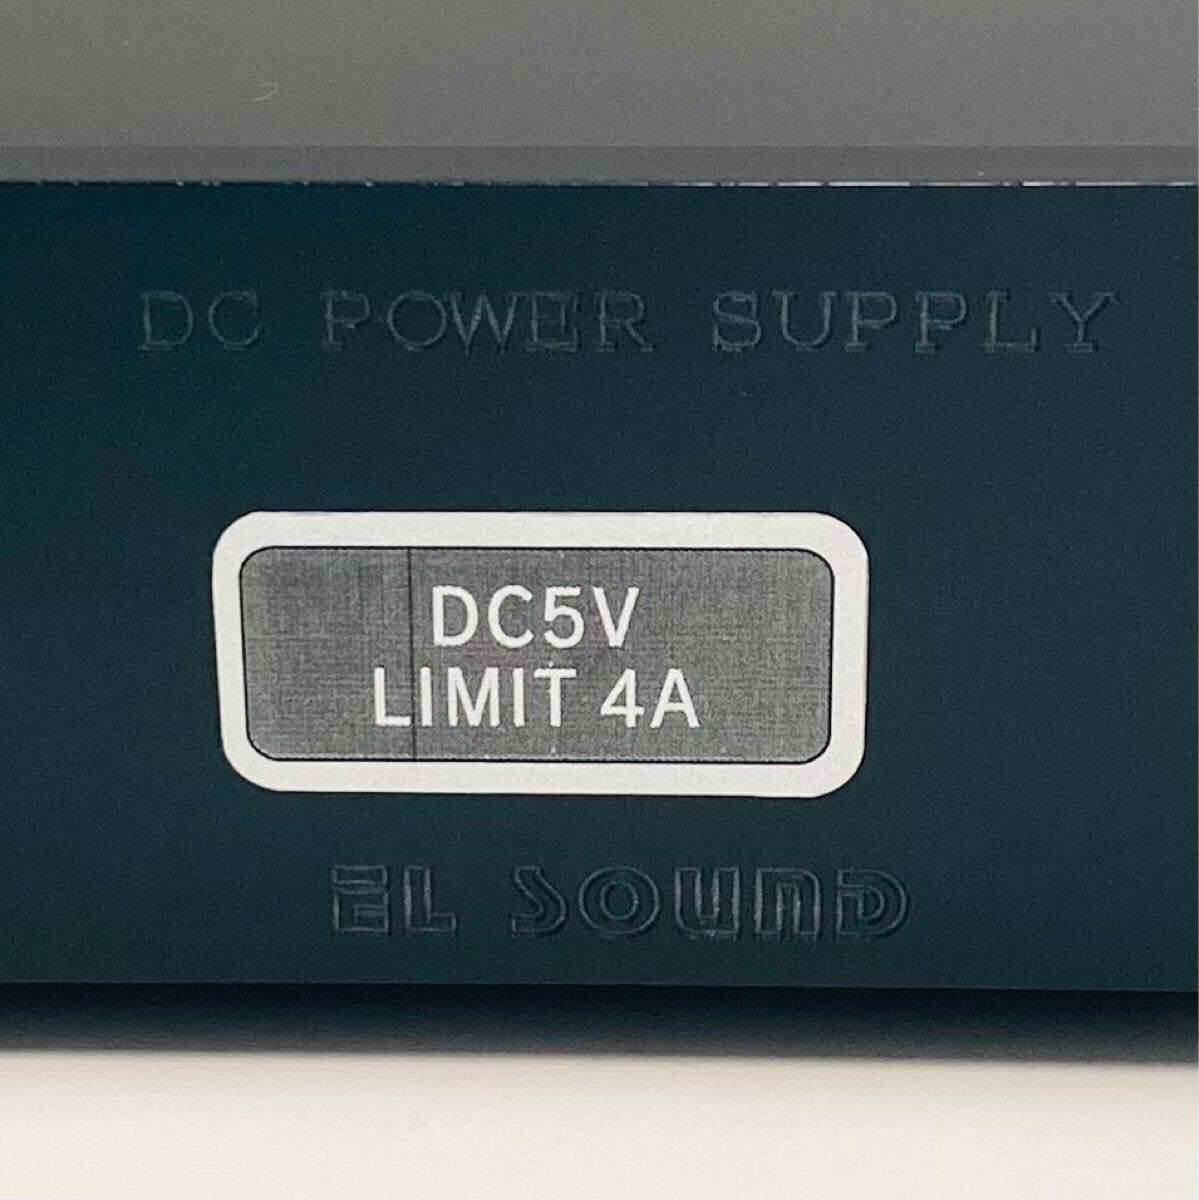 DC POWER SUPPLY
DC5V
LIMIT 4A
EL SOUND